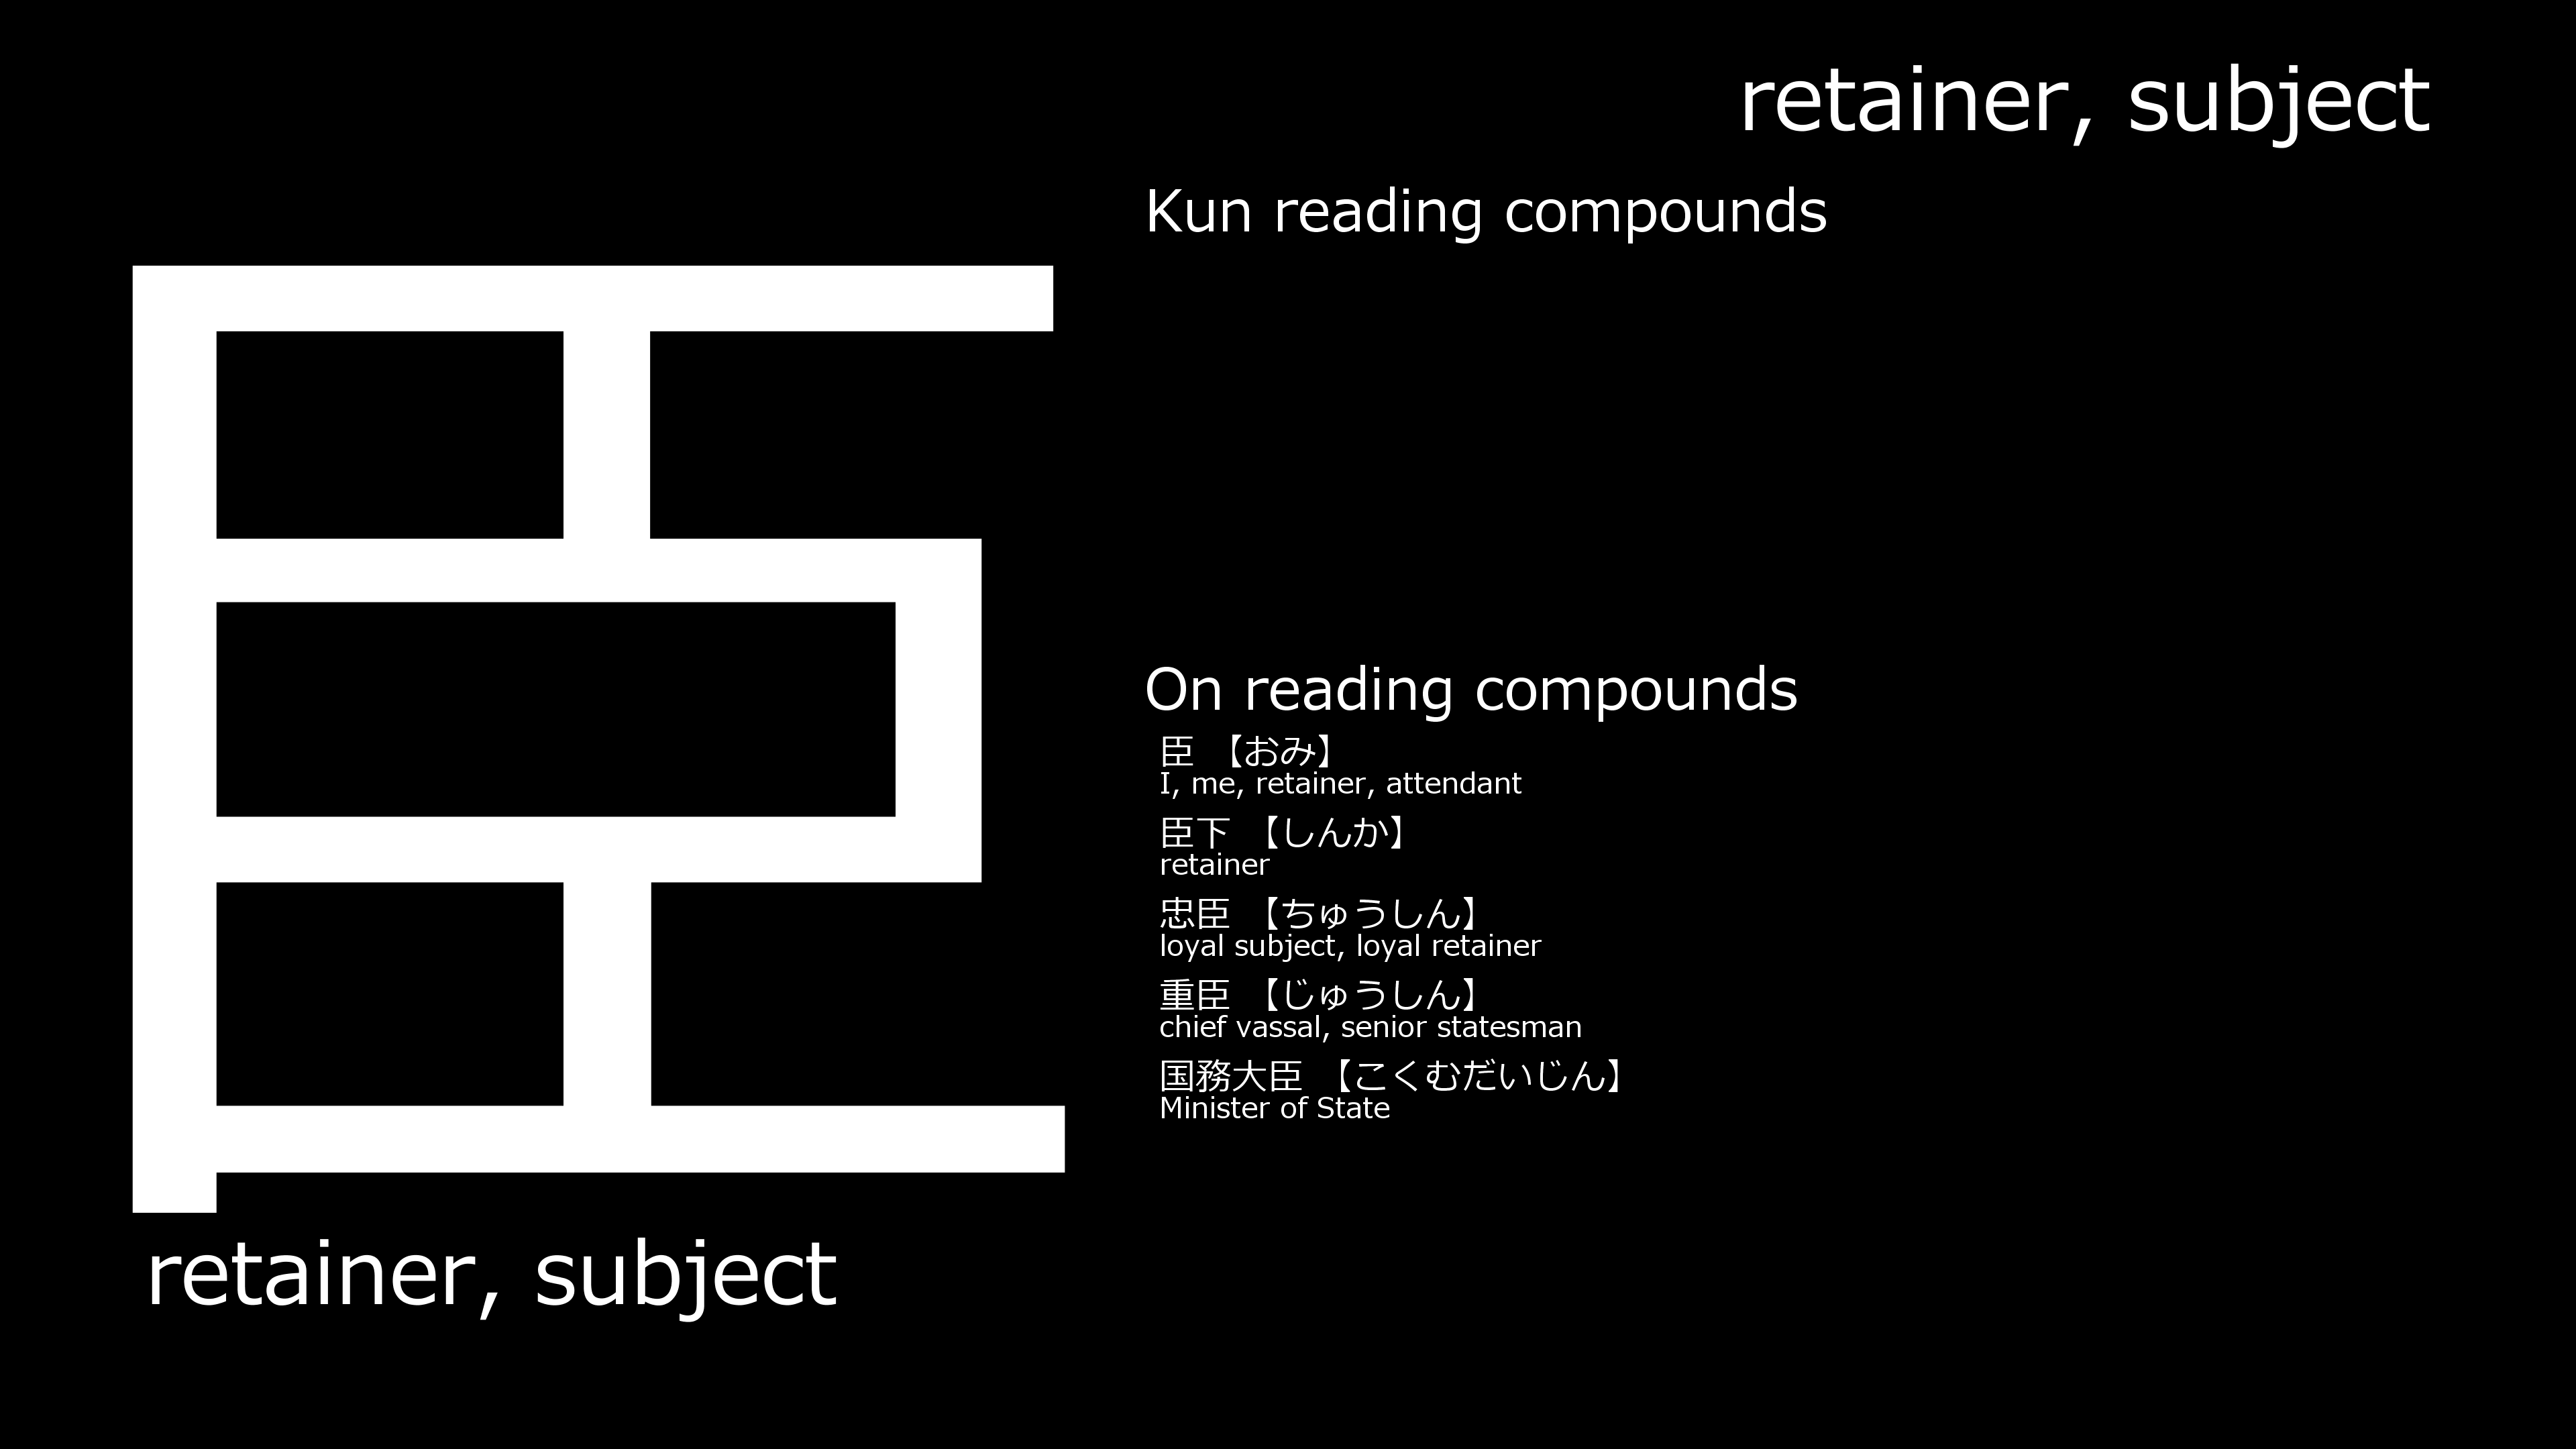 retainer, subject
Kun reading compounds
臣
On reading compounds
臣 【おみ】
I, me, retainer, attendant
臣下 【しんか】
retainer
忠臣 【ちゅうしん】
loyal subject, loyal retainer
重臣 【じゅうしん】
chief vassal, senior statesman
国務大臣 【こくむだいじん】
Minister of State
retainer, subject